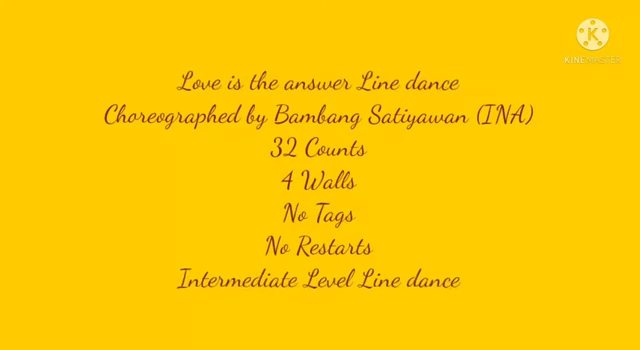 KINEMASTER
Love is the answer Line dance
Choreographed by Bambang Satiyawan (INA)
32 Counts
4 Walls
No Tags
No Restarts
Intermediate Level Line dance